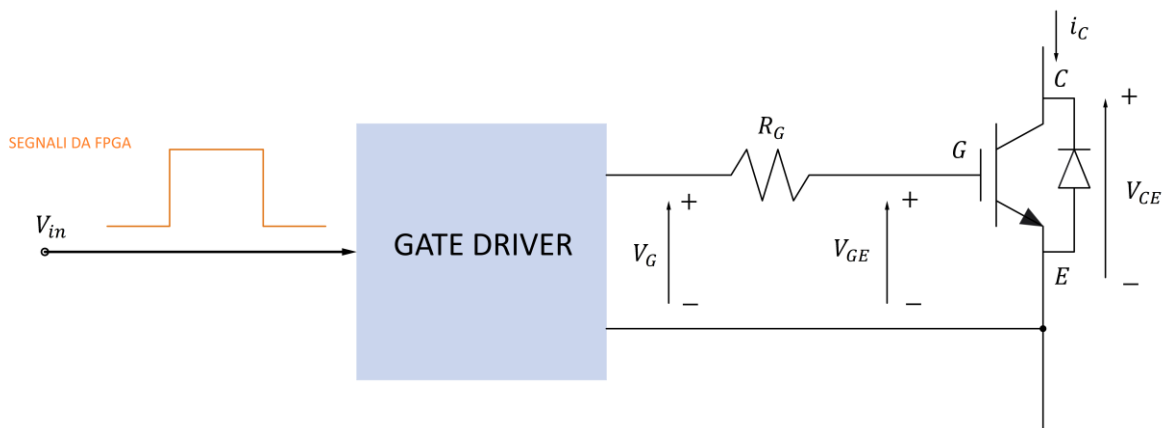 i_C
C
+
SEGNALI DA FPGA
R_G
G
V_in
+
+
V_CE
GATE DRIVER
V_G
V_GE
E
−
−
−